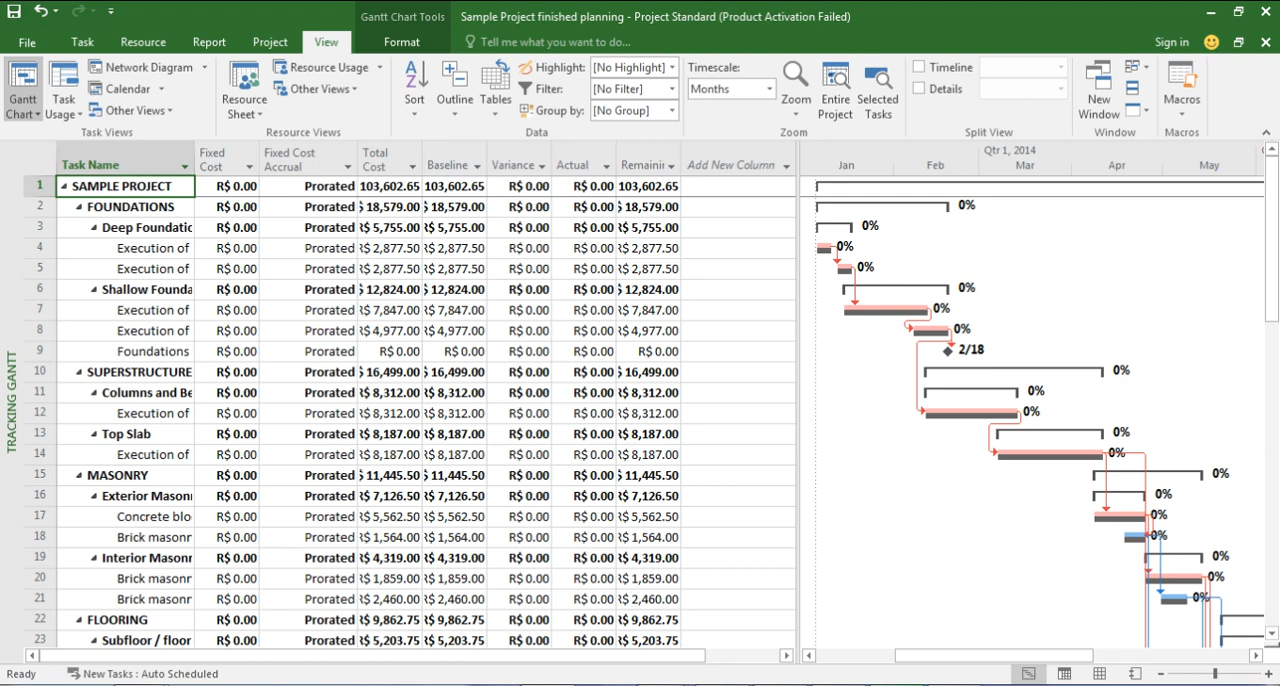 Gantt Chart Tools Sample Project finished planning - Project Standard (Product Activation Failed)
File Task Resource Report Project View Format Tell me what you want to do... Sign in
Gantt Chart Task Usage Network Diagram Calendar Other Views Task Views
Resource Sheet Resource Usage Other Views Resource Views
Sort Outline Tables Highlight: [No Highlight] Filter: [No Filter] Group by: [No Group] Data
Timescale: Months Zoom Entire Project Selected Tasks Zoom
Timeline Details Split View
New Window Window
Macros Macros
Task Name Fixed Cost Fixed Cost Accrual Total Cost Baseline Variance Actual Remainir Add New Column
Qtr 1, 2014
Jan Feb Mar Apr May
1 SAMPLE PROJECT R$ 0.00 Prorated 103,602.65 103,602.65 R$ 0.00 R$ 0.00 103,602.65
2 FOUNDATIONS R$ 0.00 Prorated $ 18,579.00 $ 18,579.00 R$ 0.00 R$ 0.00 $ 18,579.00 0%
3 Deep Foundatic R$ 0.00 Prorated R$ 5,755.00 R$ 5,755.00 R$ 0.00 R$ 0.00 R$ 5,755.00 0%
4 Execution of R$ 0.00 Prorated R$ 2,877.50 R$ 2,877.50 R$ 0.00 R$ 0.00 R$ 2,877.50 0%
5 Execution of R$ 0.00 Prorated R$ 2,877.50 R$ 2,877.50 R$ 0.00 R$ 0.00 R$ 2,877.50 0%
6 Shallow Founda R$ 0.00 Prorated $ 12,824.00 $ 12,824.00 R$ 0.00 R$ 0.00 $ 12,824.00 0%
7 Execution of R$ 0.00 Prorated R$ 7,847.00 R$ 7,847.00 R$ 0.00 R$ 0.00 R$ 7,847.00 0%
8 Execution of R$ 0.00 Prorated R$ 4,977.00 R$ 4,977.00 R$ 0.00 R$ 0.00 R$ 4,977.00 0%
9 Foundations R$ 0.00 Prorated R$ 0.00 R$ 0.00 R$ 0.00 R$ 0.00 R$ 0.00 2/18
10 SUPERSTRUCTURE R$ 0.00 Prorated $ 16,499.00 $ 16,499.00 R$ 0.00 R$ 0.00 $ 16,499.00 0%
11 Columns and Be R$ 0.00 Prorated R$ 8,312.00 R$ 8,312.00 R$ 0.00 R$ 0.00 R$ 8,312.00 0%
12 Execution of R$ 0.00 Prorated R$ 8,312.00 R$ 8,312.00 R$ 0.00 R$ 0.00 R$ 8,312.00 0%
13 Top Slab R$ 0.00 Prorated R$ 8,187.00 R$ 8,187.00 R$ 0.00 R$ 0.00 R$ 8,187.00 0%
14 Execution of R$ 0.00 Prorated R$ 8,187.00 R$ 8,187.00 R$ 0.00 R$ 0.00 R$ 8,187.00 0%
15 MASONRY R$ 0.00 Prorated $ 11,445.50 $ 11,445.50 R$ 0.00 R$ 0.00 $ 11,445.50 0%
16 Exterior Mason R$ 0.00 Prorated R$ 7,126.50 R$ 7,126.50 R$ 0.00 R$ 0.00 R$ 7,126.50 0%
17 Concrete blo R$ 0.00 Prorated R$ 5,562.50 R$ 5,562.50 R$ 0.00 R$ 0.00 R$ 5,562.50 0%
18 Brick masonr R$ 0.00 Prorated R$ 1,564.00 R$ 1,564.00 R$ 0.00 R$ 0.00 R$ 1,564.00 0%
19 Interior Masonr R$ 0.00 Prorated R$ 4,319.00 R$ 4,319.00 R$ 0.00 R$ 0.00 R$ 4,319.00 0%
20 Brick masonr R$ 0.00 Prorated R$ 1,859.00 R$ 1,859.00 R$ 0.00 R$ 0.00 R$ 1,859.00 0%
21 Brick masonr R$ 0.00 Prorated R$ 2,460.00 R$ 2,460.00 R$ 0.00 R$ 0.00 R$ 2,460.00 0%
22 FLOORING R$ 0.00 Prorated R$ 9,862.75 R$ 9,862.75 R$ 0.00 R$ 0.00 R$ 9,862.75
23 Subfloor / floor R$ 0.00 Prorated R$ 5,203.75 R$ 5,203.75 R$ 0.00 R$ 0.00 R$ 5,203.75
TRACKING GANTT
Ready New Tasks : Auto Scheduled